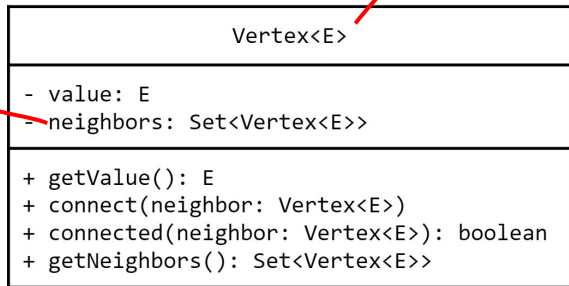 Vertex<E>
- value: E
- neighbors: Set<Vertex<E>>
+ getValue(): E
+ connect(neighbor: Vertex<E>)
+ connected(neighbor: Vertex<E>): boolean
+ getNeighbors(): Set<Vertex<E>>